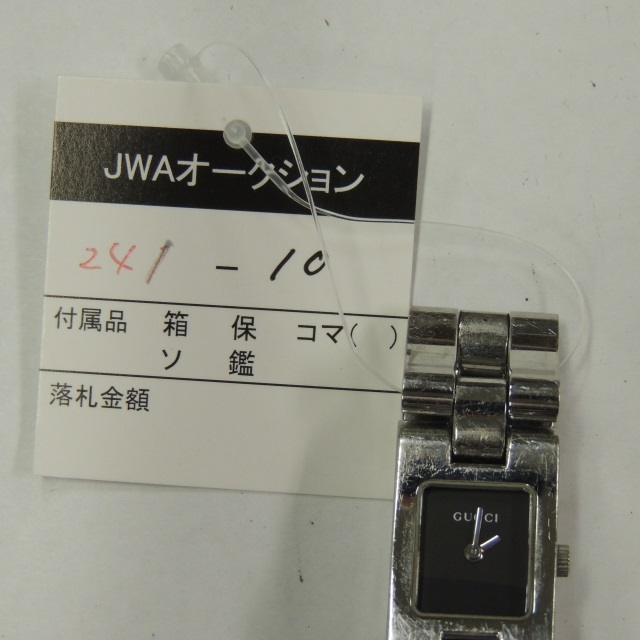 JWAオークション
241 - 10
付属品 箱 保 コマ( )
ソ 鑑
落札金額
GUCCI